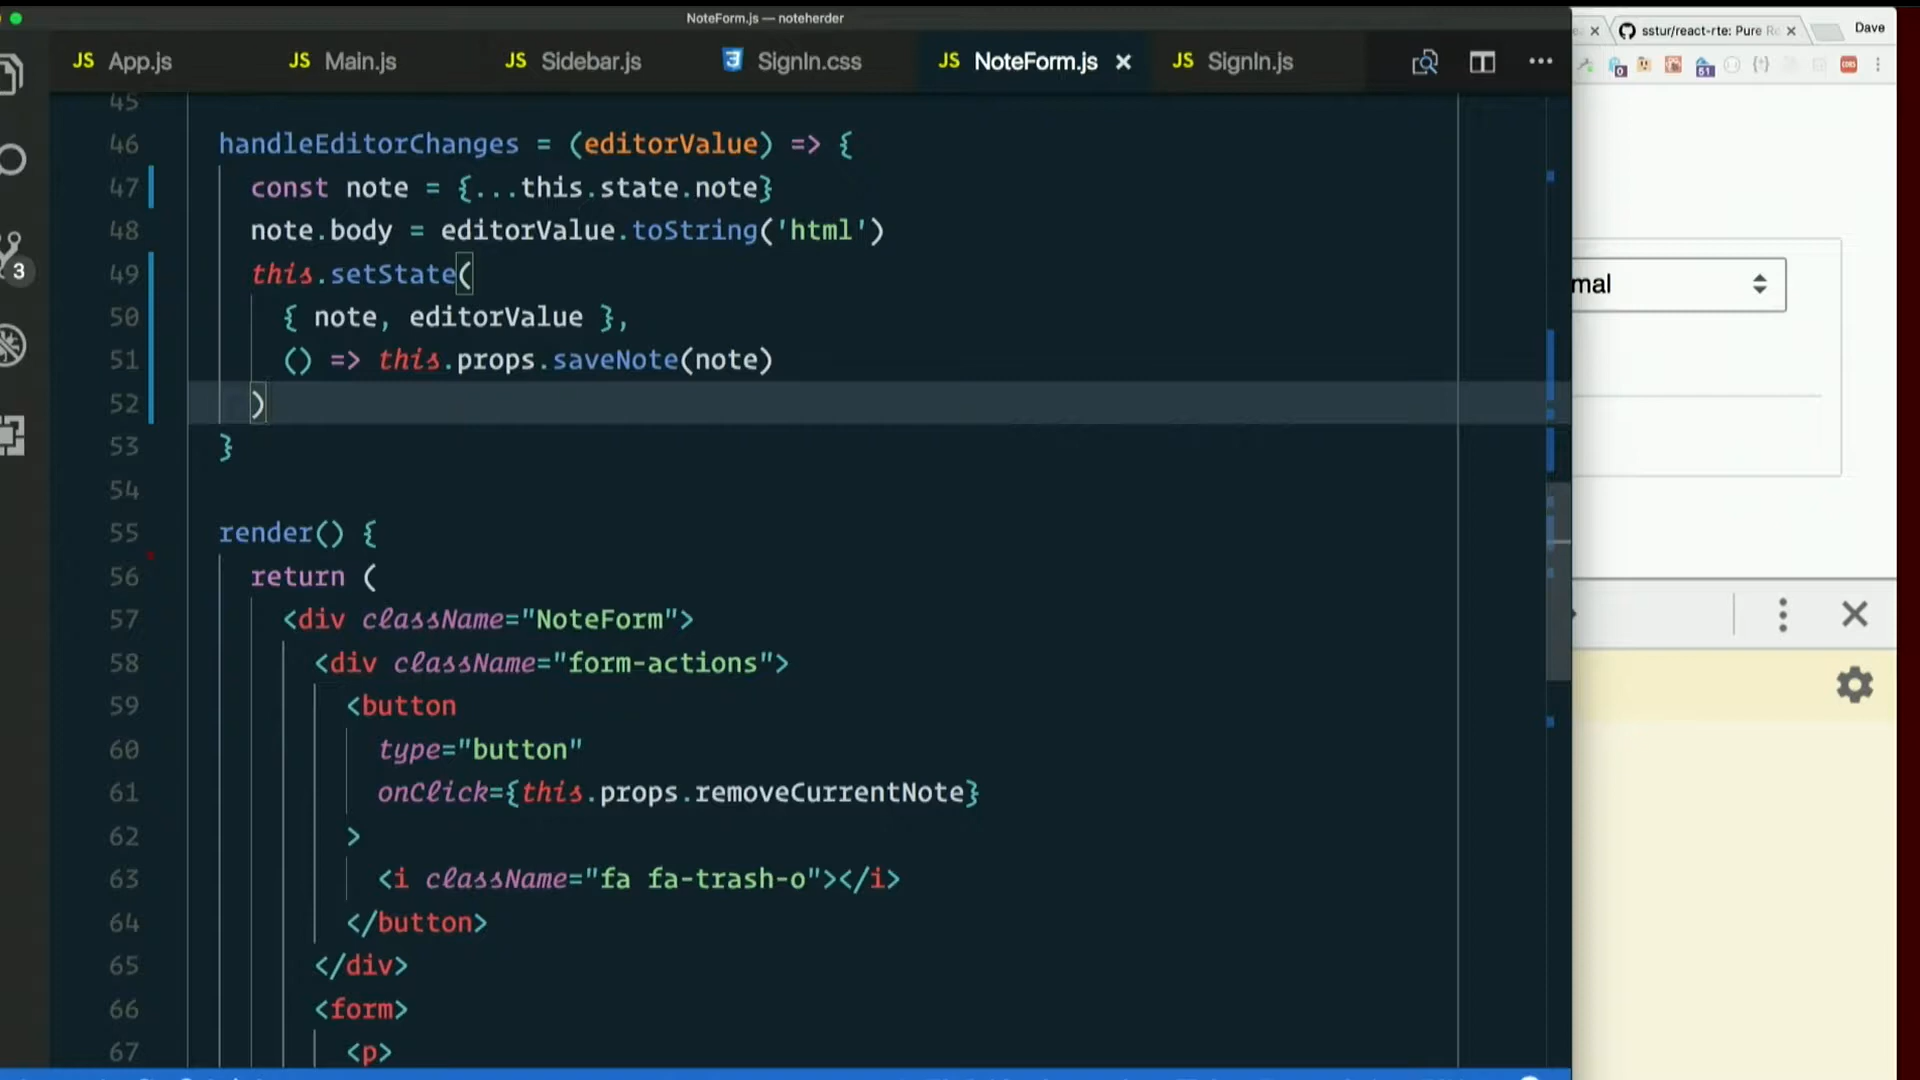 NoteForm.js — noteherder
JS App.js
JS Main.js
JS Sidebar.js
3 SignIn.css
JS NoteForm.js ×
JS SignIn.js
sstur/react-rte: Pure Re
Dave
0
51
3
mal
45
46 handleEditorChanges = (editorValue) => {
47 const note = {...this.state.note}
48 note.body = editorValue.toString('html')
49 this.setState(
50 { note, editorValue },
51 () => this.props.saveNote(note)
52 )
53 }
54
55 render() {
56 return (
57 <div className="NoteForm">
58 <div className="form-actions">
59 <button
60 type="button"
61 onClick={this.props.removeCurrentNote}
62 >
63 <i className="fa fa-trash-o"></i>
64 </button>
65 </div>
66 <form>
67 <p>